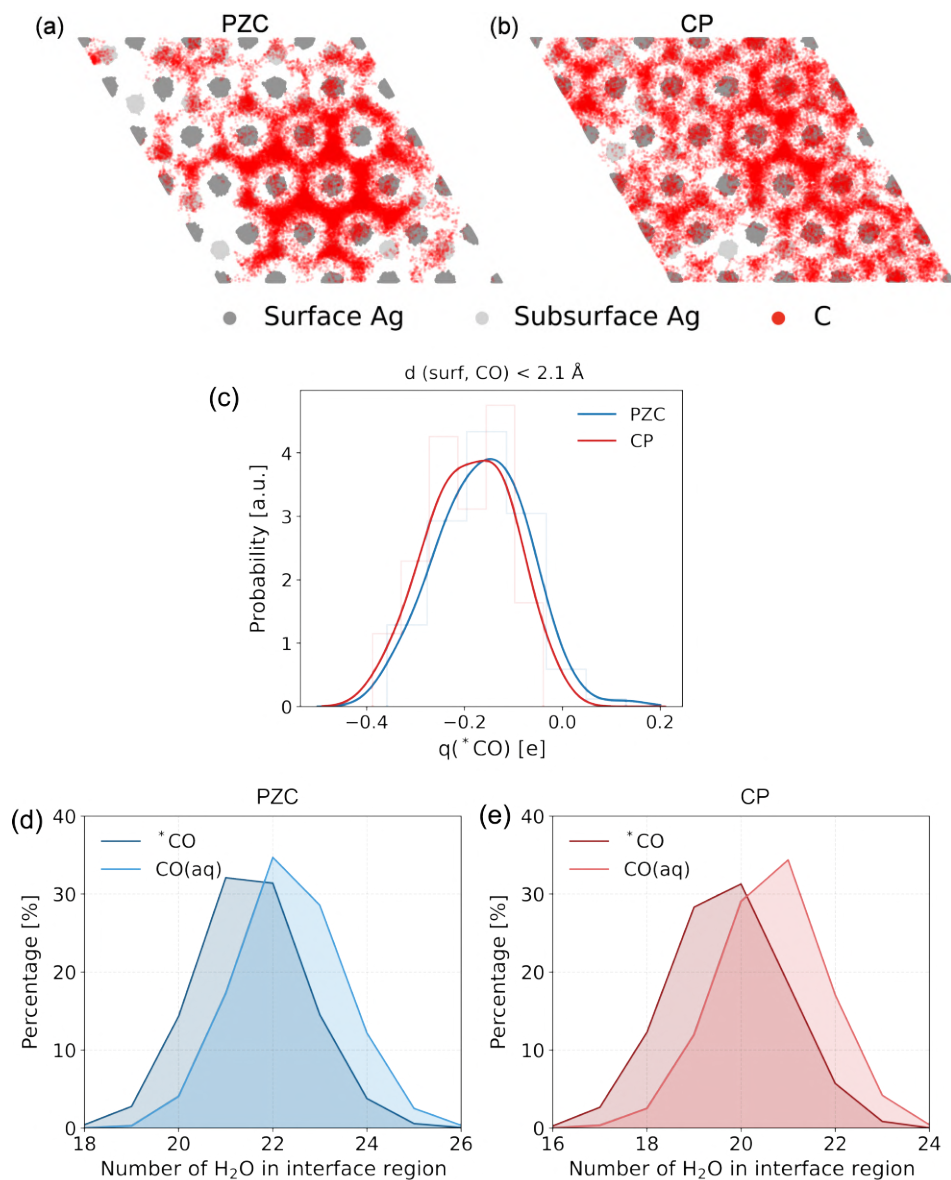 (a) PZC
(b) CP
Surface Ag Subsurface Ag C
(c)
d (surf, CO) < 2.1 Å
PZC
CP
Probability [a.u.]
4
3
2
1
0
−0.4 −0.2 0.0 0.2
q(*CO) [e]
(d) PZC
*CO
CO(aq)
Percentage [%]
40
30
20
10
0
18 20 22 24 26
Number of H₂O in interface region
(e) CP
*CO
CO(aq)
Percentage [%]
40
30
20
10
0
16 18 20 22 24
Number of H₂O in interface region